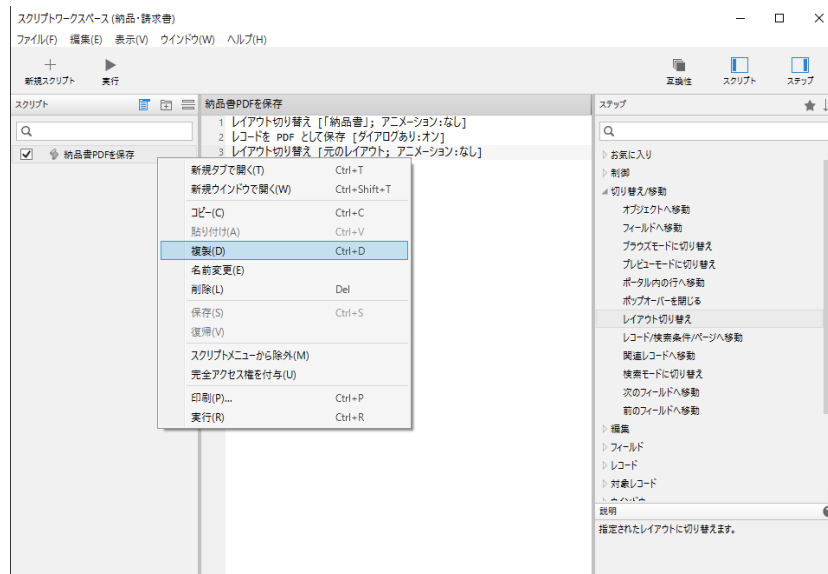 スクリプトワークスペース (納品・請求書)
ファイル(F) 編集(E) 表示(V) ウインドウ(W) ヘルプ(H)
新規スクリプト 実行 互換性 スクリプト ステップ
スクリプト
納品書PDFを保存
納品書PDFを保存
1 レイアウト切り替え [「納品書」; アニメーション:なし]
2 レコードを PDF として保存 [ダイアログあり:オン]
3 レイアウト切り替え [元のレイアウト; アニメーション:なし]
新規タブで開く(T) Ctrl+T
新規ウインドウで開く(W) Ctrl+Shift+T
コピー(C) Ctrl+C
貼り付け(A) Ctrl+V
複製(D) Ctrl+D
名前変更(E)
削除(L) Del
保存(S) Ctrl+S
復帰(V)
スクリプトメニューから除外(M)
完全アクセス権を付与(U)
印刷(P)... Ctrl+P
実行(R) Ctrl+R
ステップ
お気に入り
制御
切り替え/移動
オブジェクトへ移動
フィールドへ移動
ブラウズモードに切り替え
プレビューモードに切り替え
ポータル内の行へ移動
ポップオーバーを閉じる
レイアウト切り替え
レコード/検索条件/ページへ移動
関連レコードへ移動
検索モードに切り替え
次のフィールドへ移動
前のフィールドへ移動
編集
フィールド
レコード
対象レコード
説明
指定されたレイアウトに切り替えます。